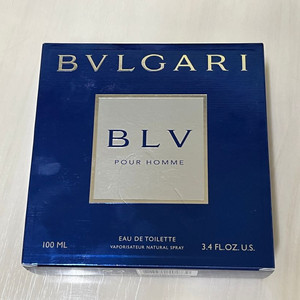 BVLGARI
BLV
POUR HOMME
EAU DE TOILETTE
VAPORISATEUR NATURAL SPRAY
100 ML
3.4 FL.OZ. U.S.